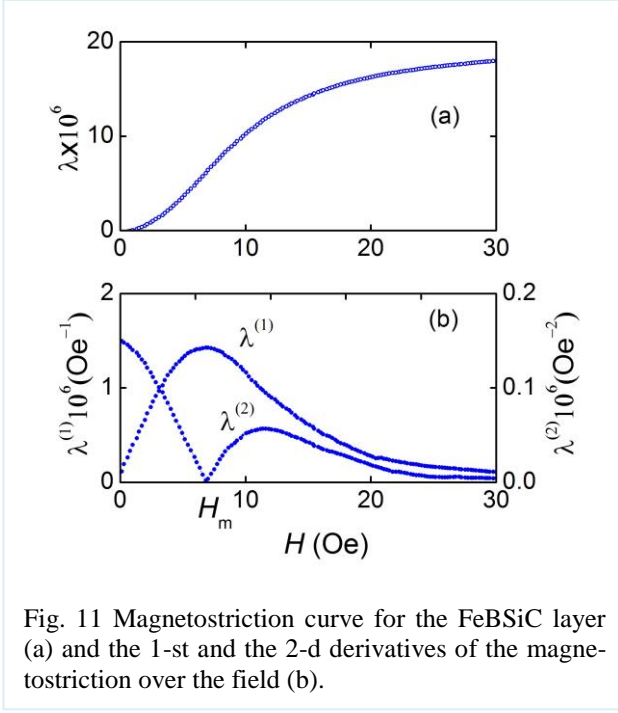 20
10
0
λx10⁶
(a)
0 10 20 30
2
1
0
λ⁽¹⁾10⁶(Oe⁻¹)
(b)
λ⁽¹⁾
λ⁽²⁾
0.2
0.1
0.0
λ⁽²⁾10⁶(Oe⁻²)
0 10 20 30
Hₘ
H (Oe)
Fig. 11 Magnetostriction curve for the FeBSiC layer
(a) and the 1-st and the 2-d derivatives of the magne-
tostriction over the field (b).